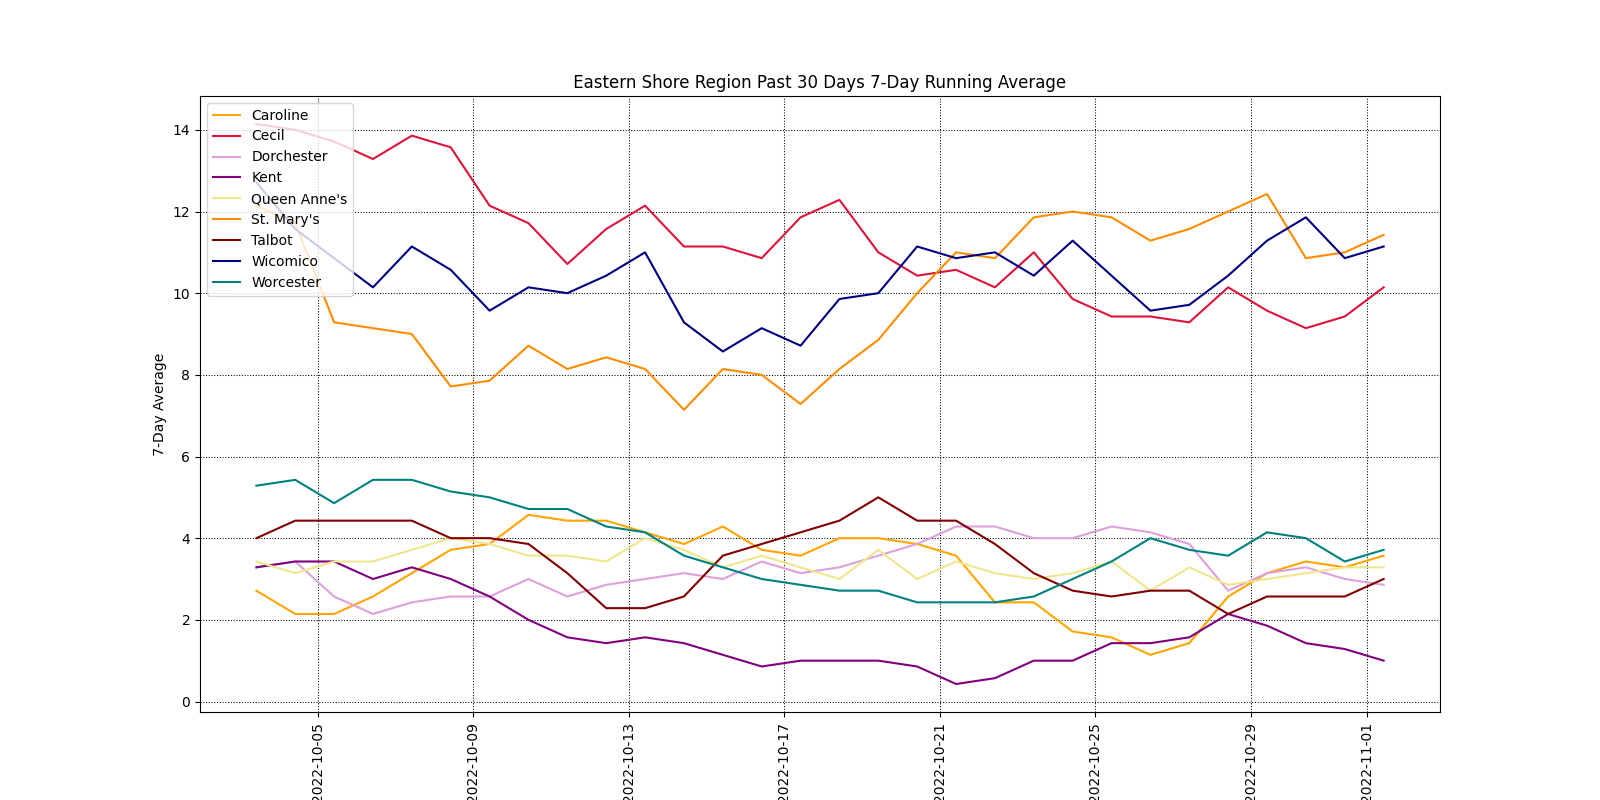 Eastern Shore Region Past 30 Days 7-Day Running Average
Caroline
Cecil
Dorchester
Kent
Queen Anne's
St. Mary's
Talbot
Wicomico
Worcester
7-Day Average
14
12
10
8
6
4
2
0
2022-10-05
2022-10-09
2022-10-13
2022-10-17
2022-10-21
2022-10-25
2022-10-29
2022-11-01